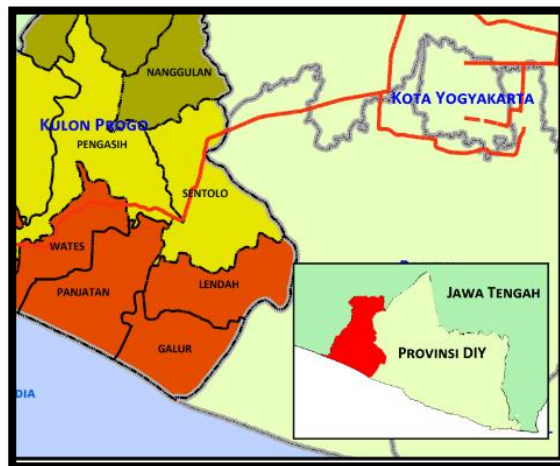 NANGGULAN
KOTA YOGYAKARTA
KULON PROGO
PENGASIH
SENTOLO
WATES
PANJATAN
LENDAH
GALUR
JAWA TENGAH
PROVINSI DIY
DIA